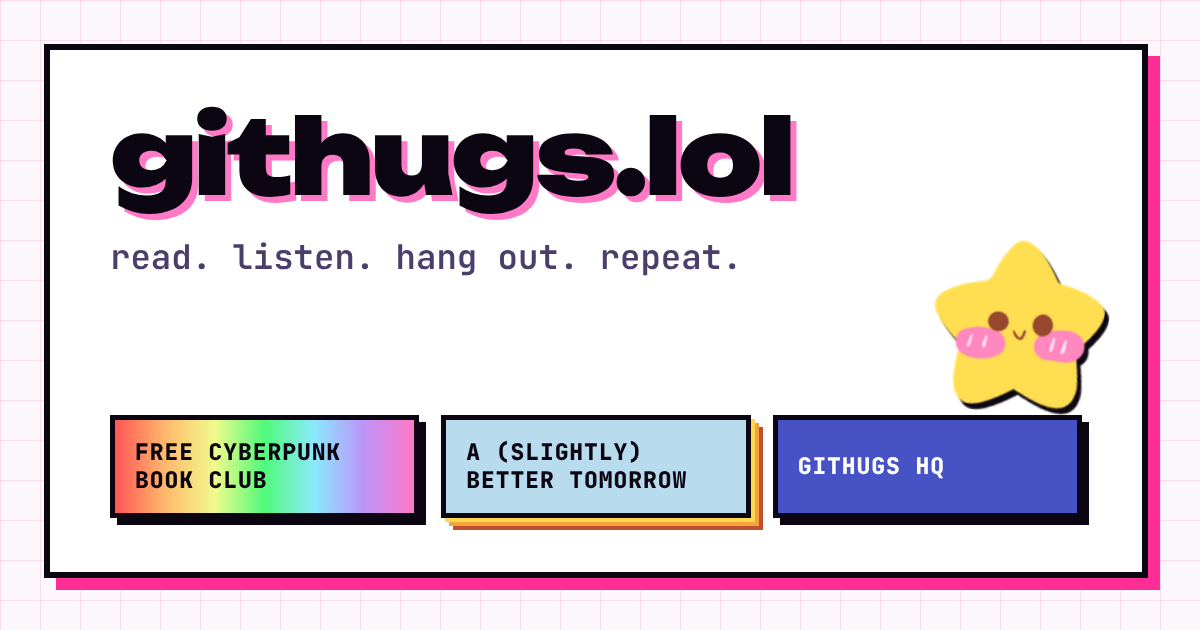 githugs.lol
read. listen. hang out. repeat.
FREE CYBERPUNK
BOOK CLUB
A (SLIGHTLY)
BETTER TOMORROW
GITHUGS HQ